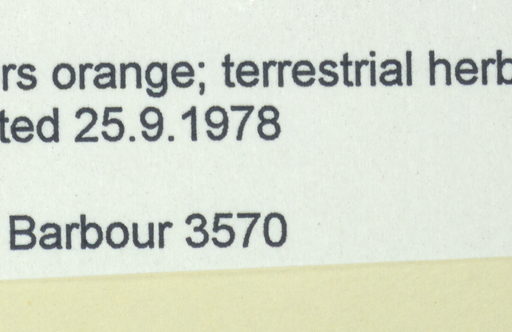 rs orange; terrestrial herb
ted 25.9.1978
Barbour 3570